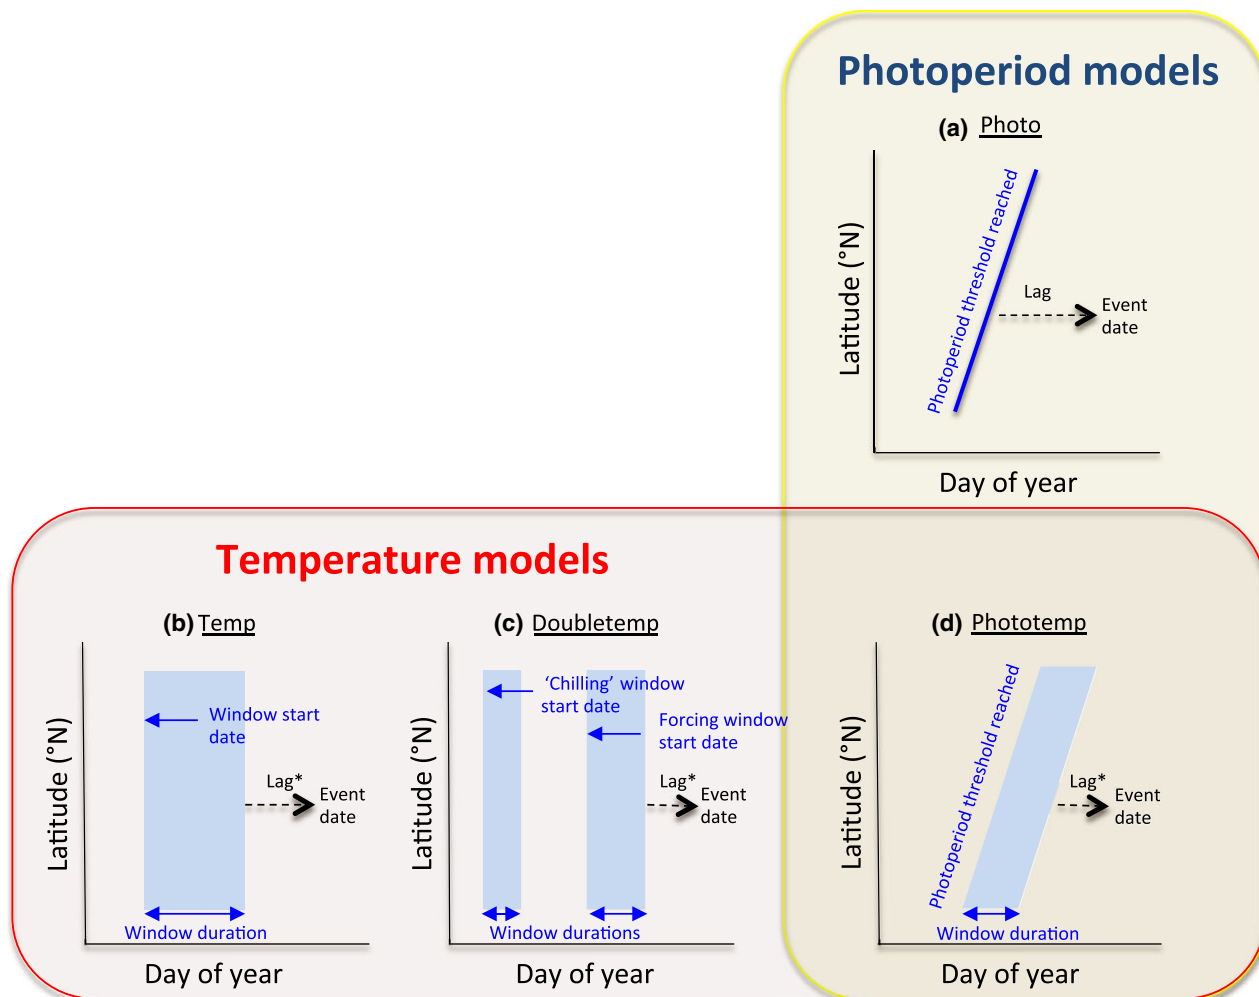 Photoperiod models
(a) Photo
Latitude (°N)
Photoperiod threshold reached
Lag
Event
date
Day of year
Temperature models
(b) Temp
Latitude (°N)
Window start
date
Lag*
Event
date
Window duration
Day of year
(c) Doubletemp
Latitude (°N)
‘Chilling’ window
start date
Forcing window
start date
Lag*
Event
date
Window durations
Day of year
(d) Phototemp
Latitude (°N)
Photoperiod threshold reached
Lag*
Event
date
Window duration
Day of year